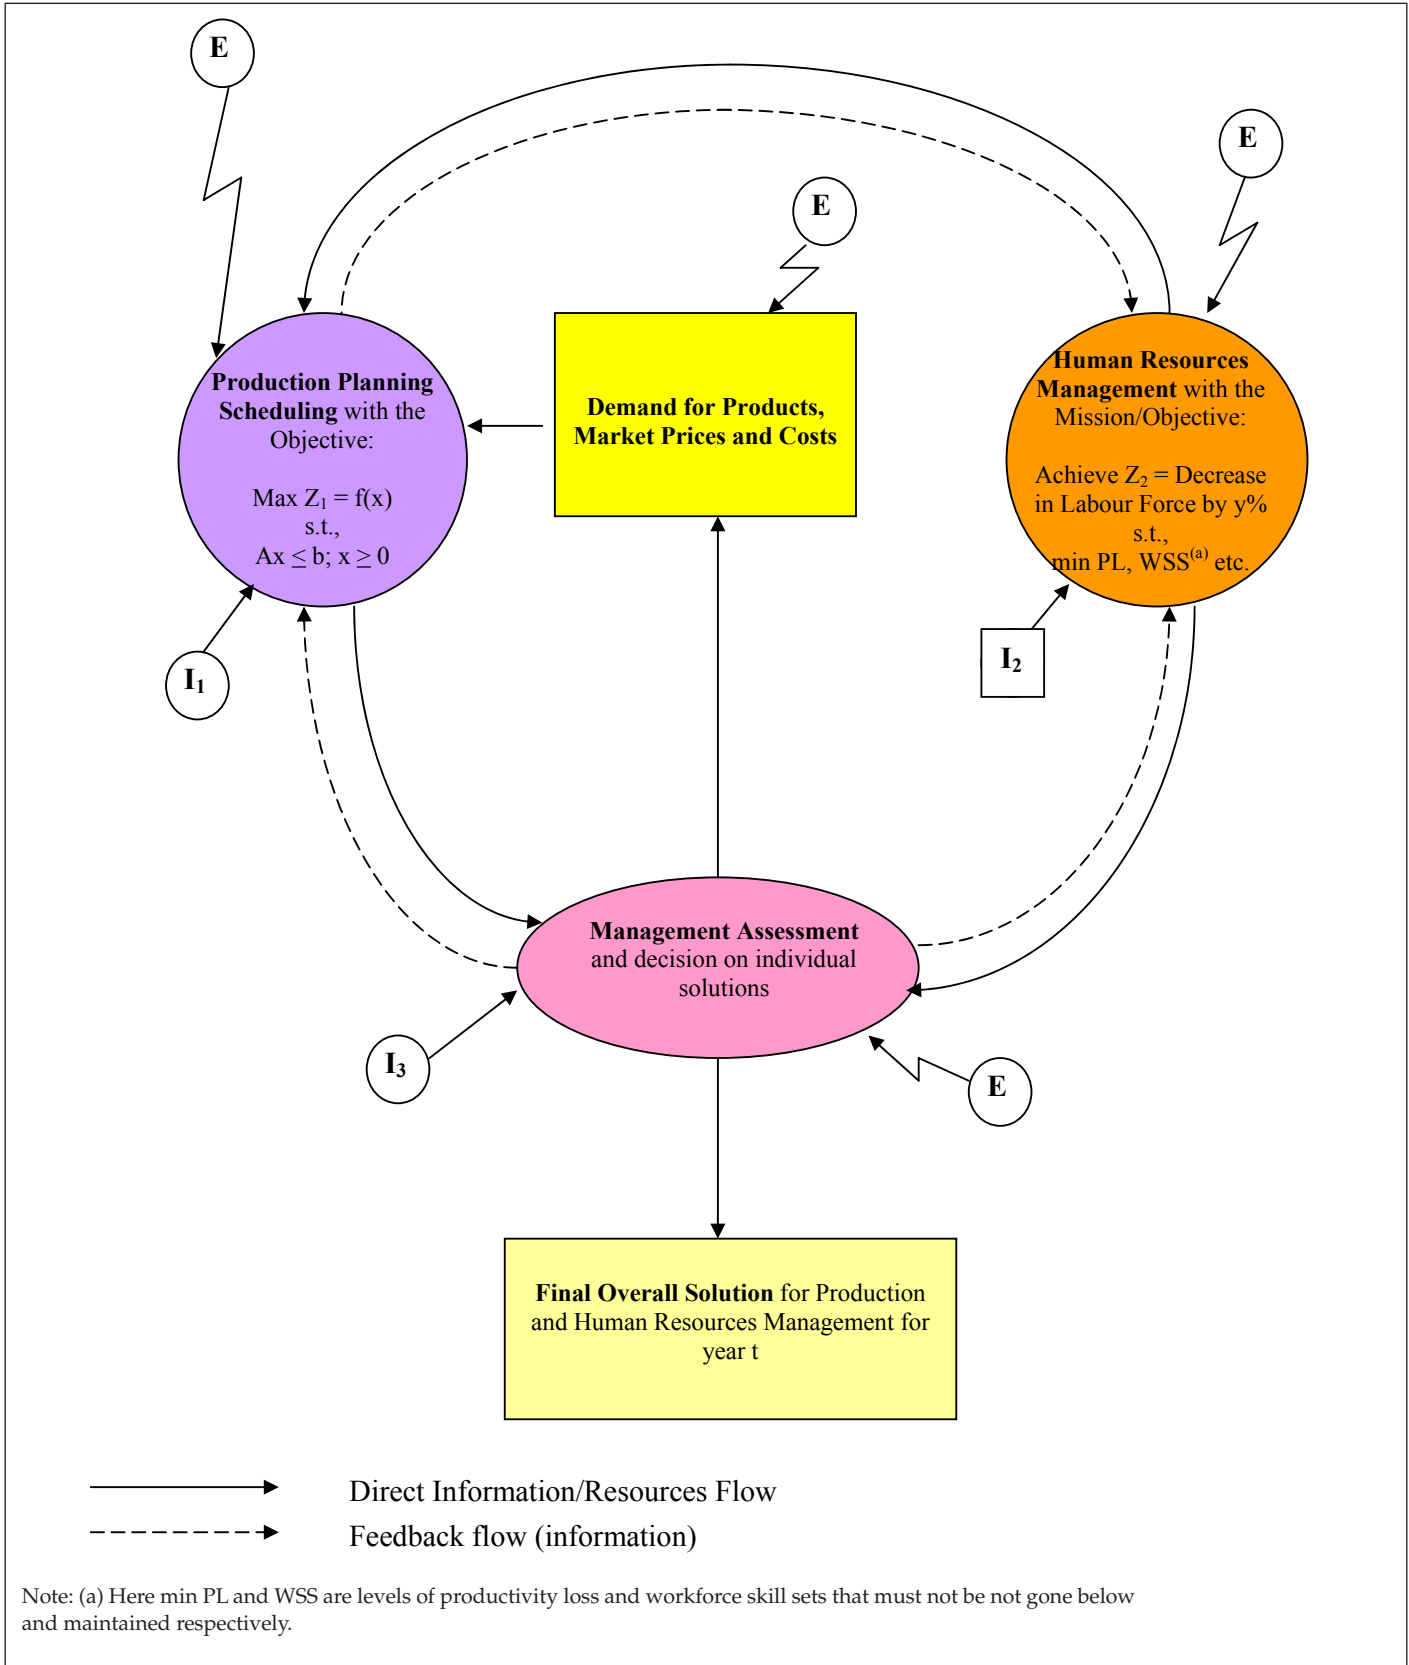 E
E
E
Production Planning
Scheduling with the
Objective:
Max Z₁ = f(x)
s.t.,
Ax ≤ b; x ≥ 0
Demand for Products,
Market Prices and Costs
Human Resources
Management with the
Mission/Objective:
Achieve Z₂ = Decrease
in Labour Force by y%
s.t.,
min PL, WSS⁽ᵃ⁾ etc.
I₁
I₂
Management Assessment
and decision on individual
solutions
I₃
E
Final Overall Solution for Production
and Human Resources Management for
year t
Direct Information/Resources Flow
Feedback flow (information)
Note: (a) Here min PL and WSS are levels of productivity loss and workforce skill sets that must not be not gone below
and maintained respectively.